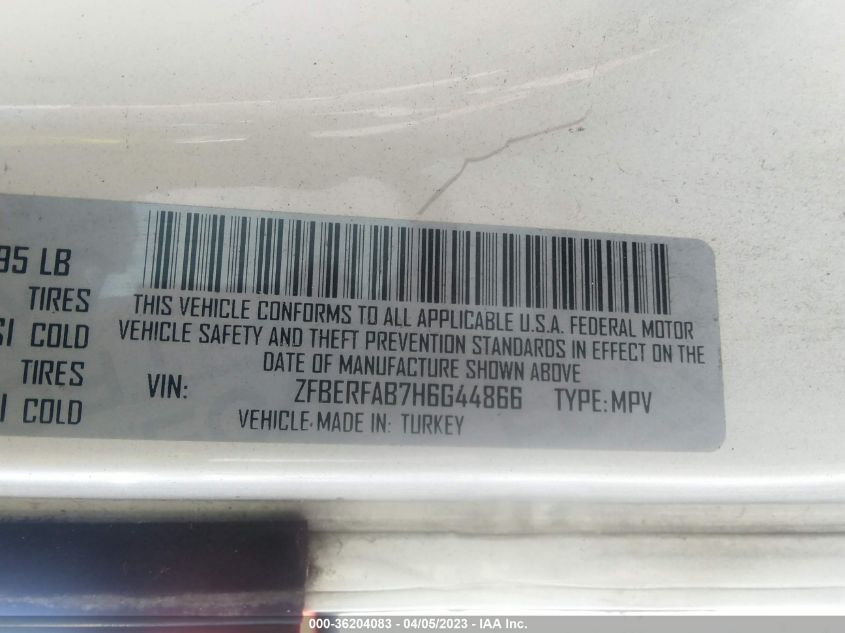 95 LB
TIRES
SI COLD
TIRES
I COLD
THIS VEHICLE CONFORMS TO ALL APPLICABLE U.S.A. FEDERAL MOTOR
VEHICLE SAFETY AND THEFT PREVENTION STANDARDS IN EFFECT ON THE
DATE OF MANUFACTURE SHOWN ABOVE
VIN: ZFBERFAB7H6G44866 TYPE: MPV
VEHICLE MADE IN: TURKEY
000-36204083 - 04/05/2023 - IAA Inc.